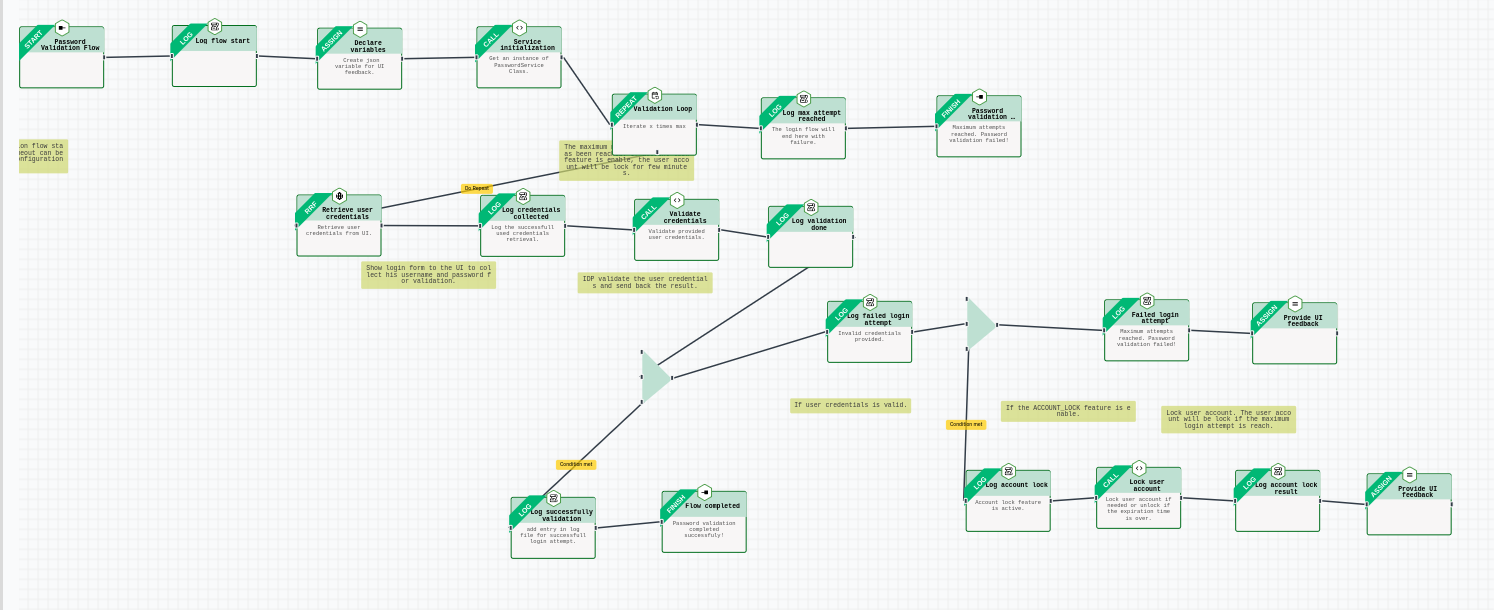 START
Password
Validation Flow
LOG
Log flow start
ASSIGN
Declare
variables
Create json
variable for UI
feedback.
CALL
Service
initialization
Get an instance of
PasswordService
Class.
REPEAT
Validation Loop
Iterate x times max
LOG
Log max attempt
reached
The login flow will
end here with
failure.
FINISH
Password
validation …
Maximum attempts
reached. Password
validation failed!
on flow sta
eout can be
nfiguration
The maximum
as been reac
feature is enable, the user acco
unt will be lock for few minute
s.
Do Repeat
RRF
Retrieve user
credentials
Retrieve user
credentials from UI.
LOG
Log credentials
collected
Log the successfull
used credentials
retrieval.
CALL
Validate
credentials
Validate provided
user credentials.
LOG
Log validation
done
Show login form to the UI to col
lect his username and password f
or validation.
IDP validate the user credential
s and send back the result.
LOG
Log failed login
attempt
Invalid credentials
provided.
LOG
Failed login
attempt
Maximum attempts
reached. Password
validation failed!
ASSIGN
Provide UI
feedback
If user credentials is valid.
If the ACCOUNT_LOCK feature is e
nable.
Lock user account. The user acco
unt will be lock if the maximum
login attempt is reach.
Condition met
Condition met
LOG
Log successfully
validation
add entry in log
file for successfull
login attempt.
FINISH
Flow completed
Password validation
completed
successfuly!
LOG
Log account lock
Account lock feature
is active.
CALL
Lock user
account
Lock user account if
needed or unlock if
the expiration time
is over.
LOG
Log account lock
result
ASSIGN
Provide UI
feedback